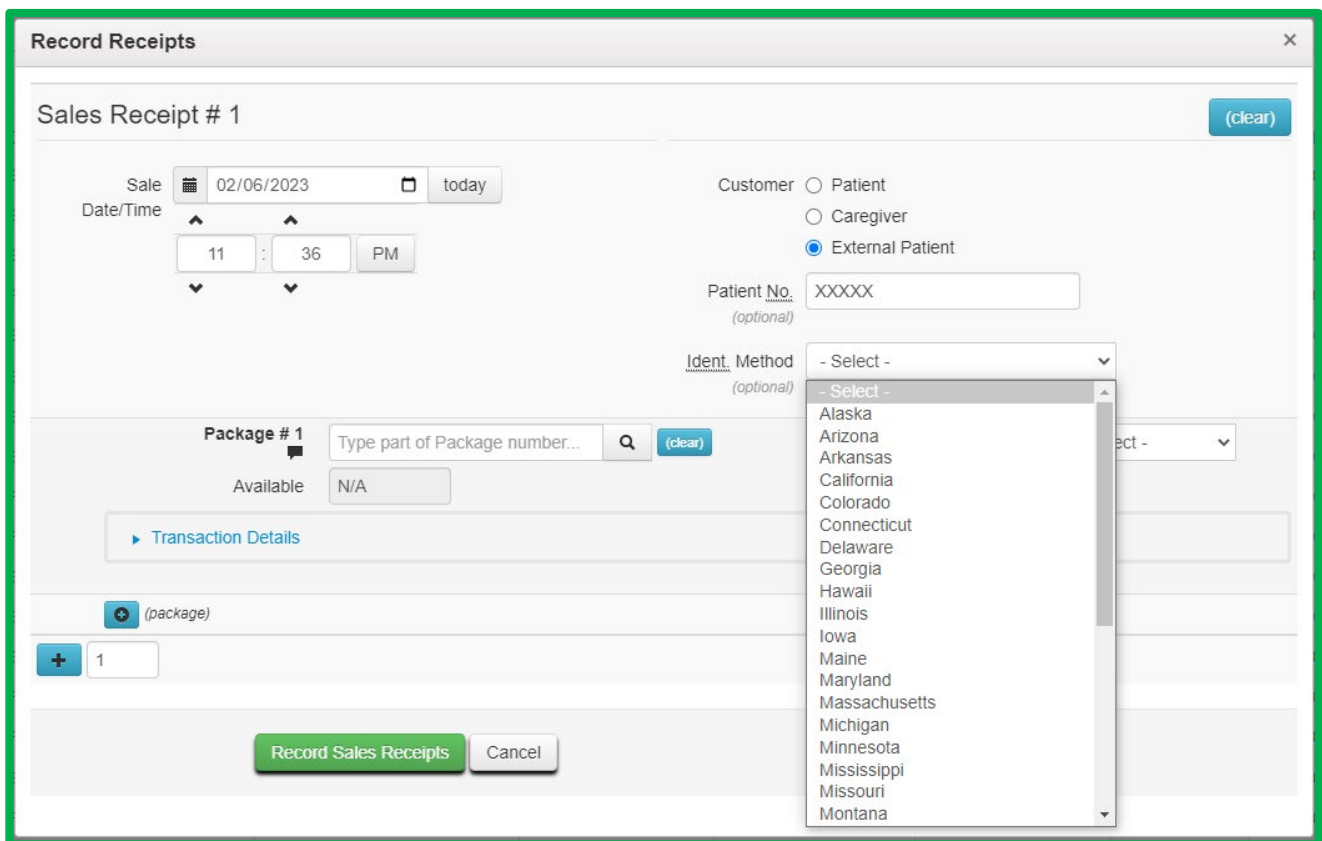 Record Receipts ×
Sales Receipt # 1
(clear)
Sale Date/Time
02/06/2023
today
11 : 36 PM
Customer
Patient
Caregiver
External Patient
Patient No.
(optional)
XXXXX
Ident. Method
(optional)
- Select -
- Select -
Alaska
Arizona
Arkansas
California
Colorado
Connecticut
Delaware
Georgia
Hawaii
Illinois
Iowa
Maine
Maryland
Massachusetts
Michigan
Minnesota
Mississippi
Missouri
Montana
Package # 1
Type part of Package number...
(clear)
ect -
Available
N/A
Transaction Details
(package)
1
Record Sales Receipts
Cancel